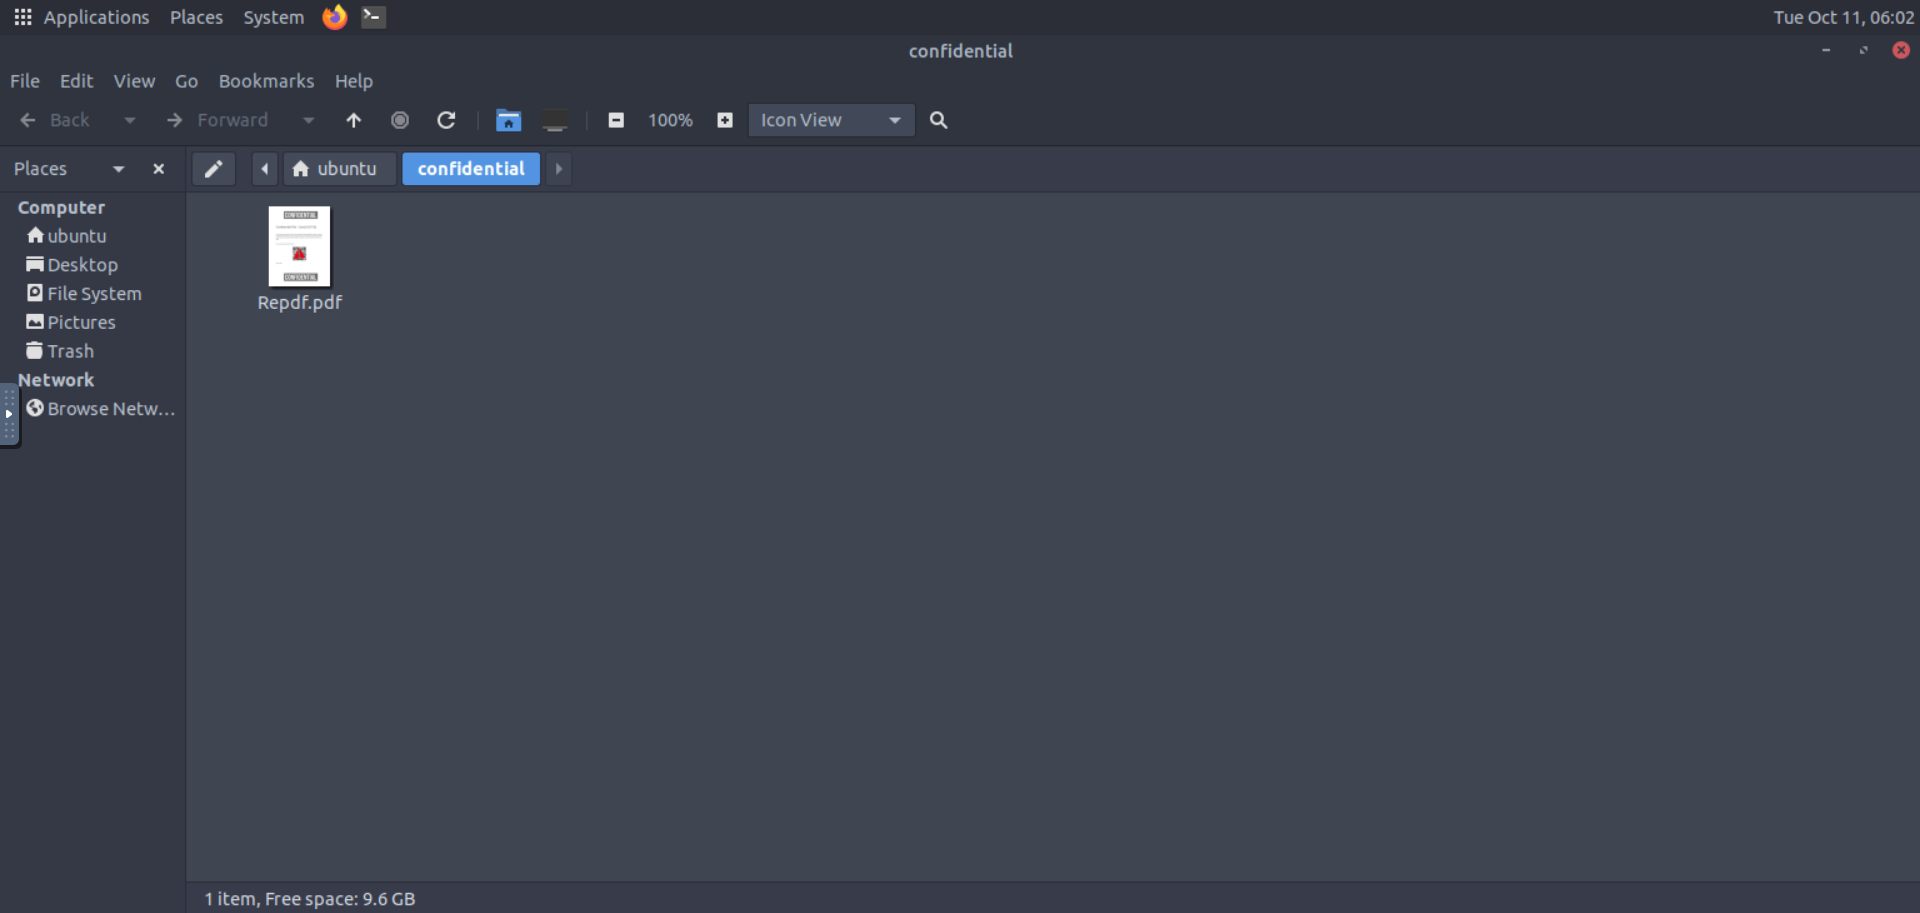 Applications Places System Tue Oct 11, 06:02
confidential
File Edit View Go Bookmarks Help
Back Forward 100% Icon View
Places ubuntu confidential
Computer
ubuntu
Desktop
File System
Pictures
Trash
Network
Browse Netw...
CONFIDENTIAL
CONFIDENTIAL
Repdf.pdf
1 item, Free space: 9.6 GB